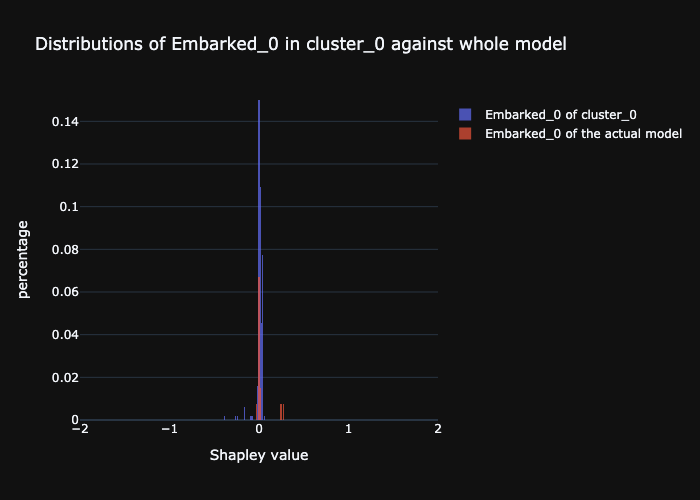 Distributions of Embarked_0 in cluster_0 against whole model
Embarked_0 of cluster_0
Embarked_0 of the actual model
0.14
0.12
0.1
0.08
0.06
0.04
0.02
0
percentage
−2
−1
0
1
2
Shapley value